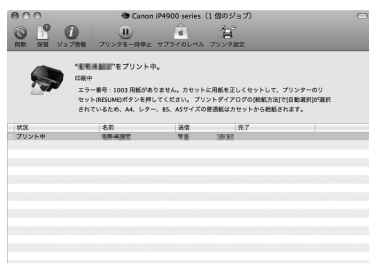 Canon iP4900 series (1 個のジョブ)
削除 保留 ジョブ情報 プリンタを一時停止 サプライのレベル プリンタ設定
" "をプリント中。
印刷中
エラー番号：1003 用紙がありません。カセットに用紙を正しくセットして、プリンターのリ
セット(RESUME)ボタンを押してください。 プリントダイアログの[給紙方法]で[自動選択]が選択
されているため、A4、レター、B5、A5サイズの普通紙はカセットから給紙されます。
状況 名前 送信 完了
プリント中